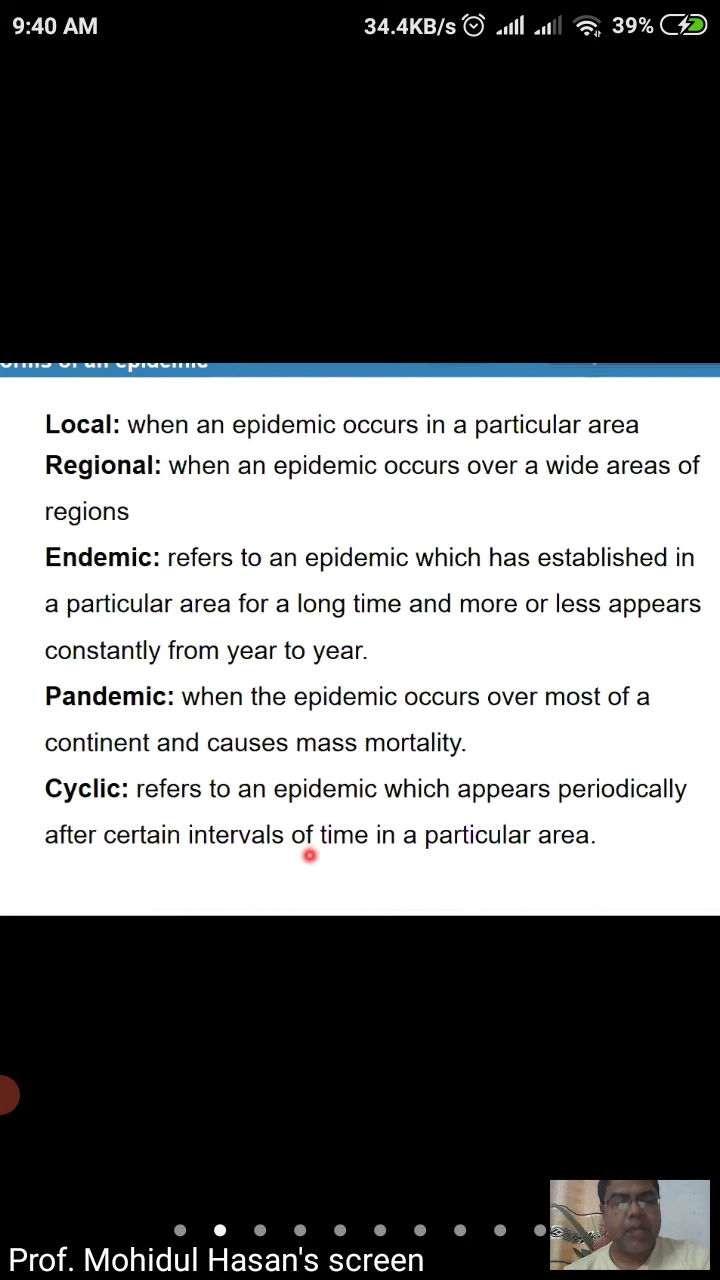 9:40 AM 34.4KB/s 39%
orms of an epidemic
Local: when an epidemic occurs in a particular area
Regional: when an epidemic occurs over a wide areas of
regions
Endemic: refers to an epidemic which has established in
a particular area for a long time and more or less appears
constantly from year to year.
Pandemic: when the epidemic occurs over most of a
continent and causes mass mortality.
Cyclic: refers to an epidemic which appears periodically
after certain intervals of time in a particular area.
Prof. Mohidul Hasan's screen